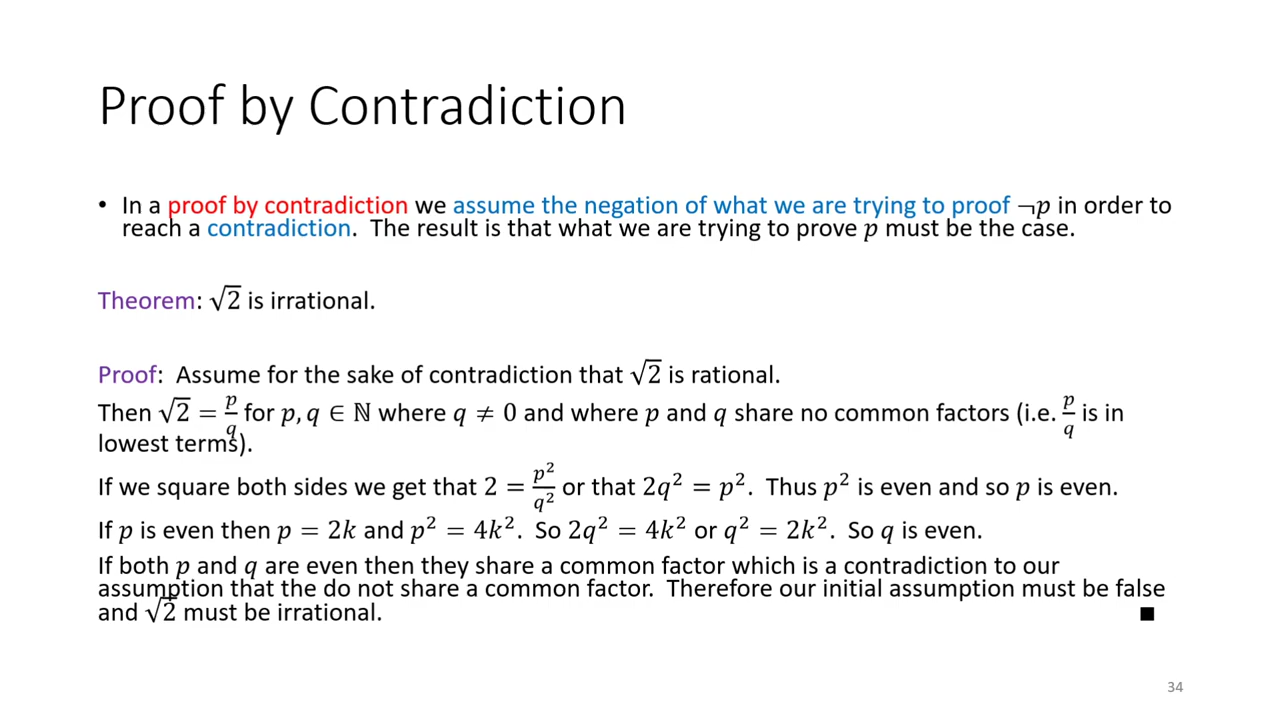 Proof by Contradiction
• In a proof by contradiction we assume the negation of what we are trying to proof ¬p in order to
reach a contradiction. The result is that what we are trying to prove p must be the case.
Theorem: √2 is irrational.
Proof: Assume for the sake of contradiction that √2 is rational.
Then √2 = p/q for p, q ∈ ℕ where q ≠ 0 and where p and q share no common factors (i.e. p/q is in
lowest terms).
If we square both sides we get that 2 = p²/q² or that 2q² = p². Thus p² is even and so p is even.
If p is even then p = 2k and p² = 4k². So 2q² = 4k² or q² = 2k². So q is even.
If both p and q are even then they share a common factor which is a contradiction to our
assumption that the do not share a common factor. Therefore our initial assumption must be false
and √2 must be irrational. ■
34